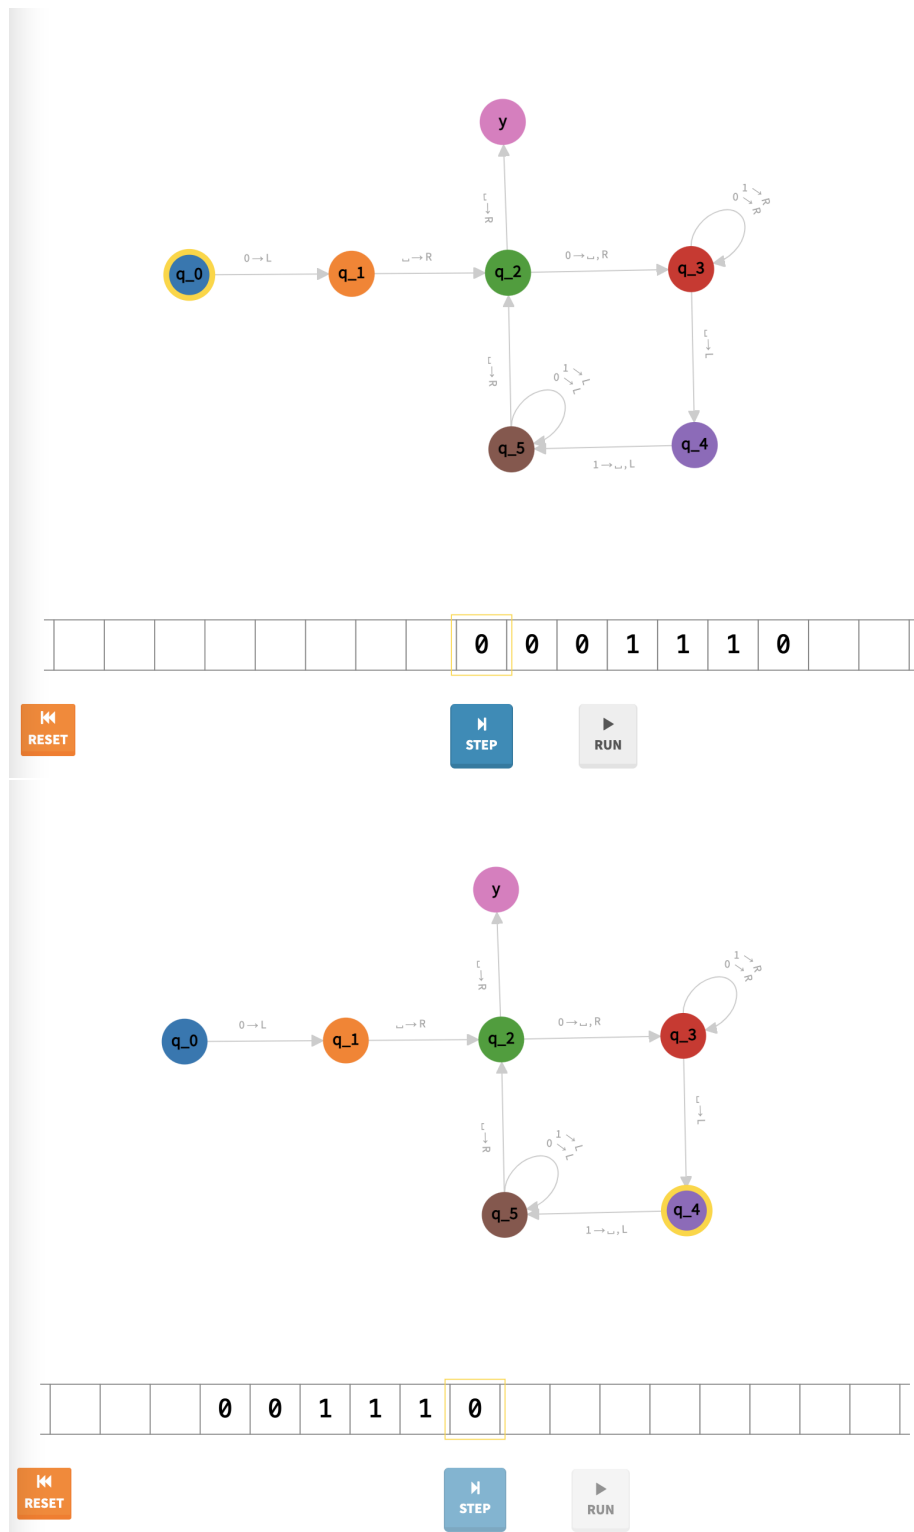 y
1→R
0→R
␣→R
0→L
␣→R
0→␣,R
q_0
q_1
q_2
q_3
␣→R
1→L
0→L
␣→L
q_5
q_4
1→␣,L
0 0 0 1 1 1 0
RESET
STEP
RUN
y
1→R
0→R
␣→R
0→L
␣→R
0→␣,R
q_0
q_1
q_2
q_3
␣→R
1→L
0→L
␣→L
q_5
q_4
1→␣,L
0 0 1 1 1 0
RESET
STEP
RUN